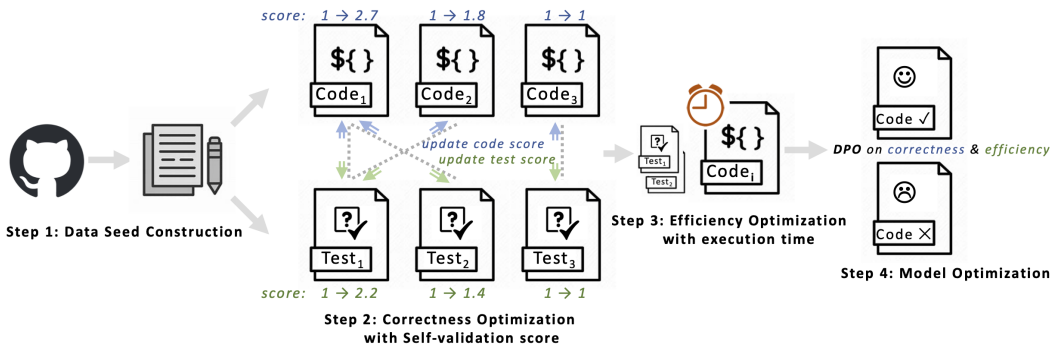 score: 1 → 2.7 1 → 1.8 1 → 1
${} ${} ${}
Code1 Code2 Code3
update code score
update test score
? ? ?
Test1 Test2 Test3
score: 1 → 2.2 1 → 1.4 1 → 1
Step 1: Data Seed Construction
Step 2: Correctness Optimization
with Self-validation score
?
Test1
Test2
${}
Codei
Step 3: Efficiency Optimization
with execution time
Code ✓
DPO on correctness & efficiency
Code ✕
Step 4: Model Optimization